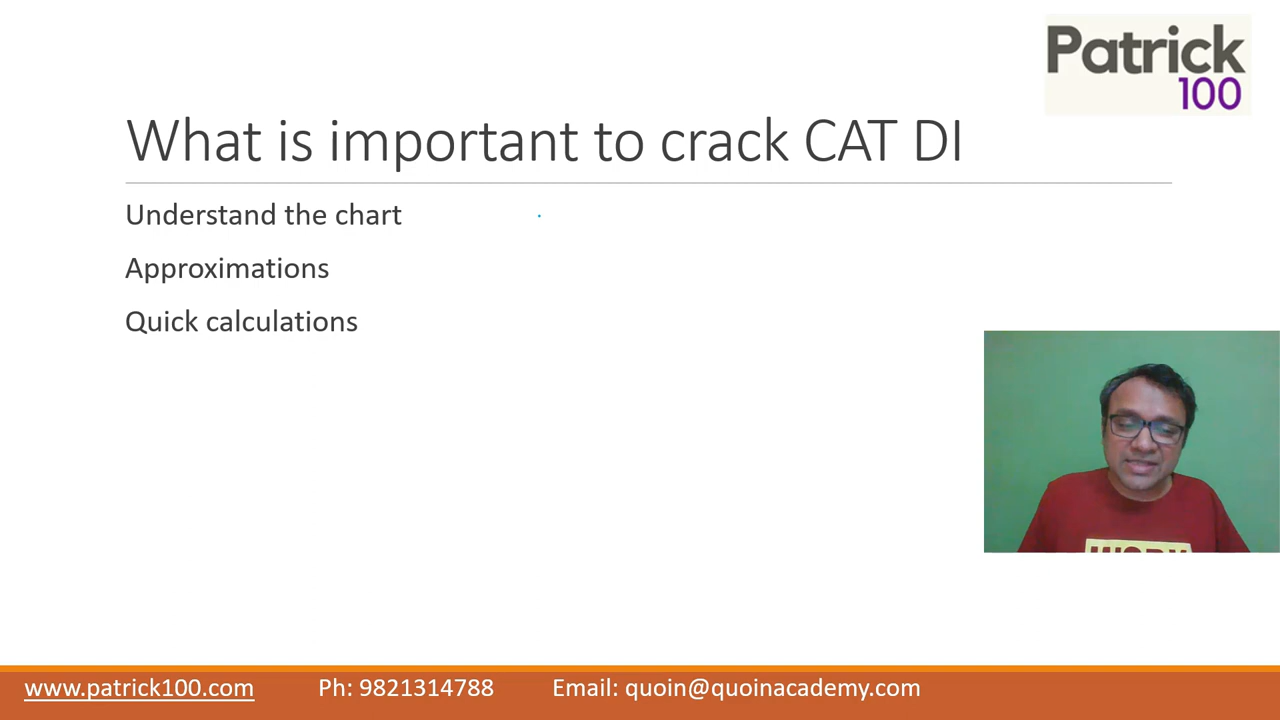 Patrick
100
What is important to crack CAT DI
Understand the chart
Approximations
Quick calculations
www.patrick100.com Ph: 9821314788 Email: quoin@quoinacademy.com